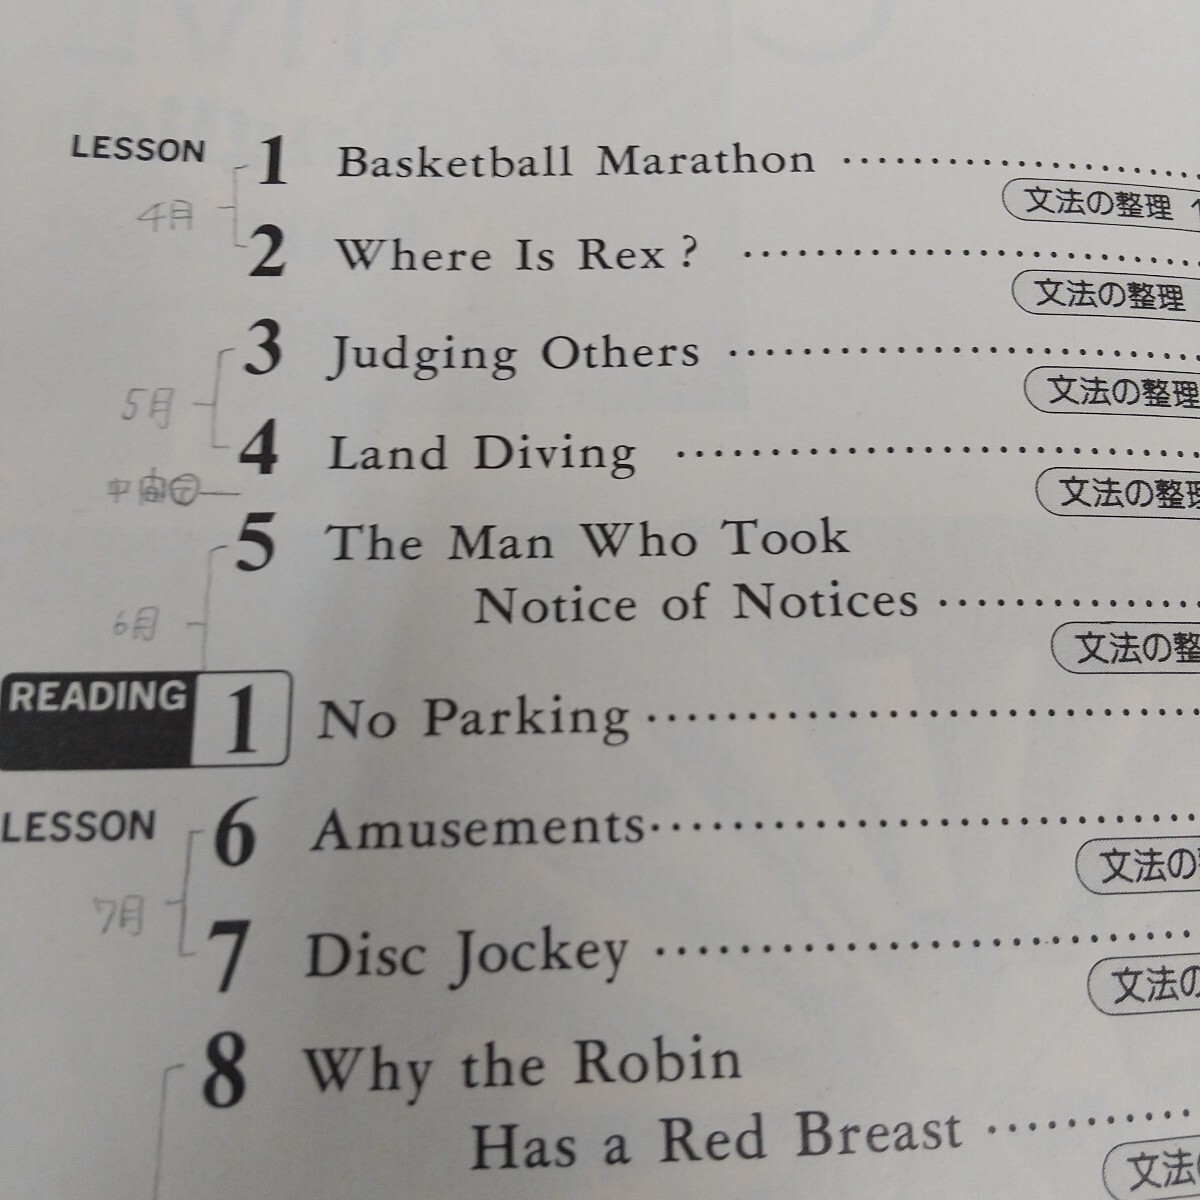 LESSON 1 Basketball Marathon
文法の整理
4月
2 Where Is Rex?
文法の整理
3 Judging Others
文法の整理
5月
4 Land Diving
文法の整理
5 The Man Who Took
Notice of Notices
文法の整
6月
READING 1 No Parking
LESSON 6 Amusements
文法の
7月
7 Disc Jockey
文法の
8 Why the Robin
Has a Red Breast
文法